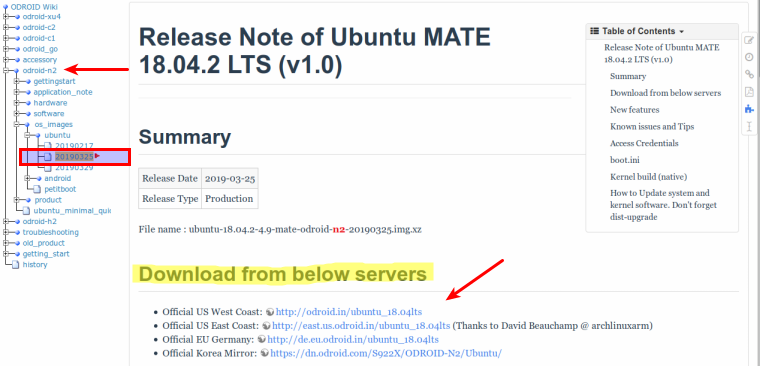 ODROID Wiki
odroid-xu4
odroid-c2
odroid-c1
odroid_go
accessory
odroid-n2
gettingstart
application_note
hardware
software
os_images
ubuntu
20190217
20190325
20190329
android
petitboot
product
ubuntu_minimal_quic
odroid-h2
troubleshooting
old_product
getting_start
history
Release Note of Ubuntu MATE
18.04.2 LTS (v1.0)
Summary
Release Date 2019-03-25
Release Type Production
File name : ubuntu-18.04.2-4.9-mate-odroid-n2-20190325.img.xz
Download from below servers
Official US West Coast: http://odroid.in/ubuntu_18.04lts
Official US East Coast: http://east.us.odroid.in/ubuntu_18.04lts (Thanks to David Beauchamp @ archlinuxarm)
Official EU Germany: http://de.eu.odroid.in/ubuntu_18.04lts
Official Korea Mirror: https://dn.odroid.com/S922X/ODROID-N2/Ubuntu/
Table of Contents
Release Note of Ubuntu MATE
18.04.2 LTS (v1.0)
Summary
Download from below servers
New features
Known issues and Tips
Access Credentials
boot.ini
Kernel build (native)
How to Update system and
kernel software. Don't forget
dist-upgrade